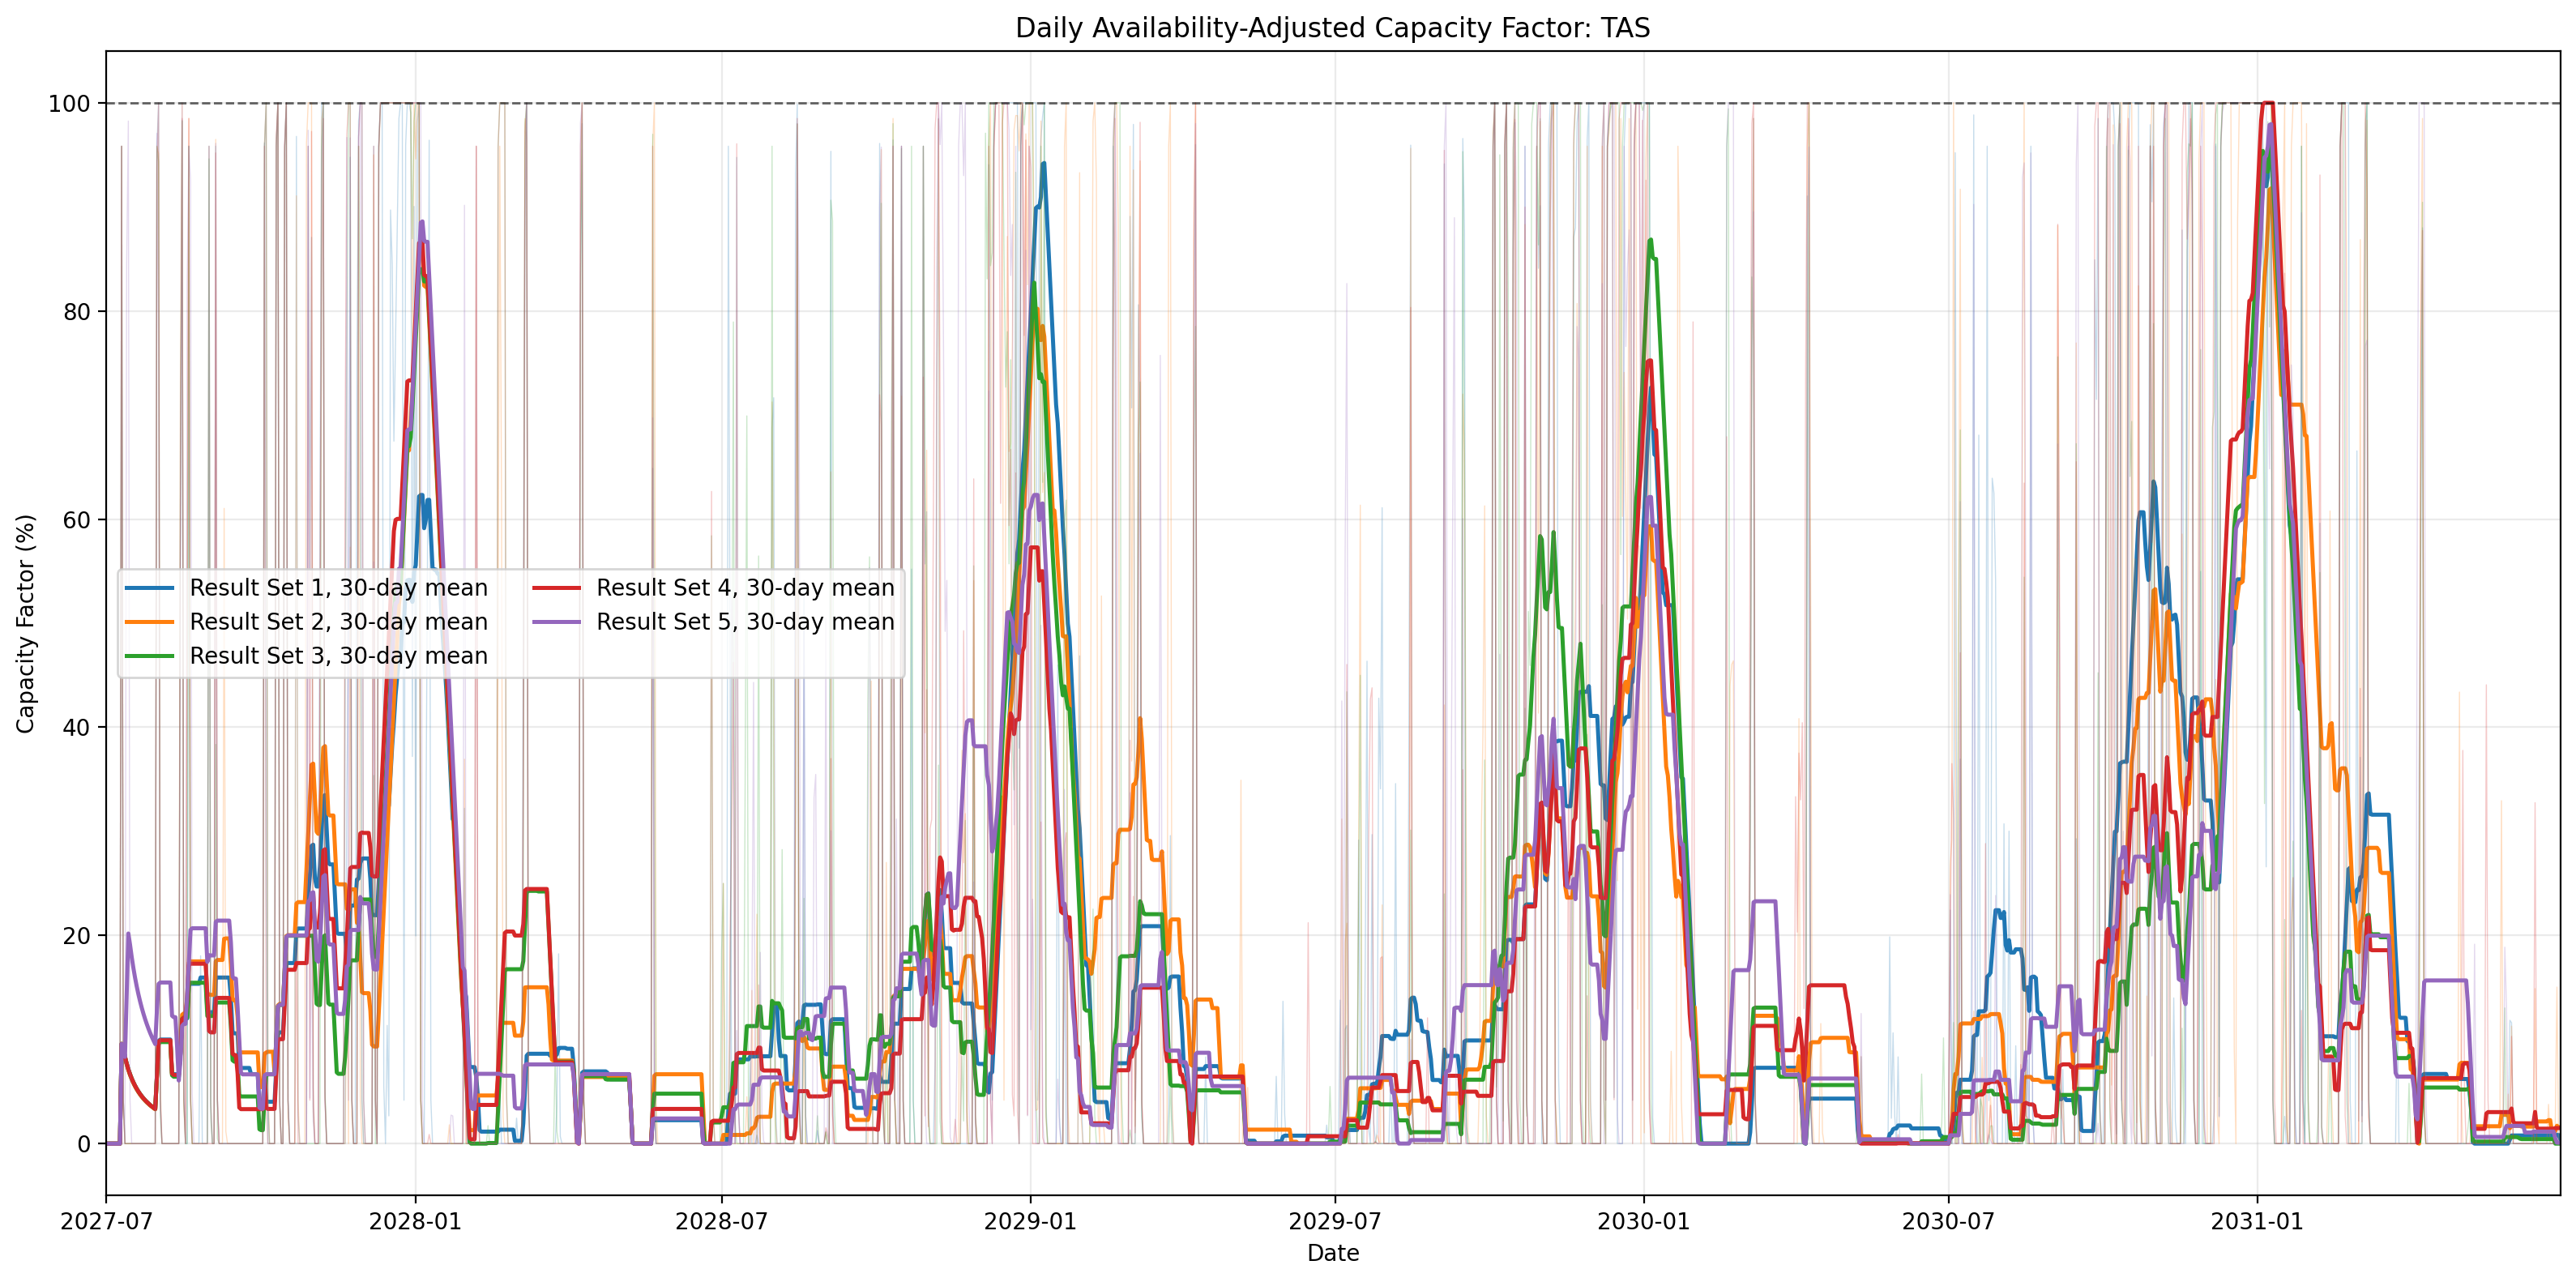 Daily Availability-Adjusted Capacity Factor: TAS
100
80
60
40
20
0
Capacity Factor (%)
Result Set 1, 30-day mean
Result Set 2, 30-day mean
Result Set 3, 30-day mean
Result Set 4, 30-day mean
Result Set 5, 30-day mean
2027-07 2028-01 2028-07 2029-01 2029-07 2030-01 2030-07 2031-01
Date